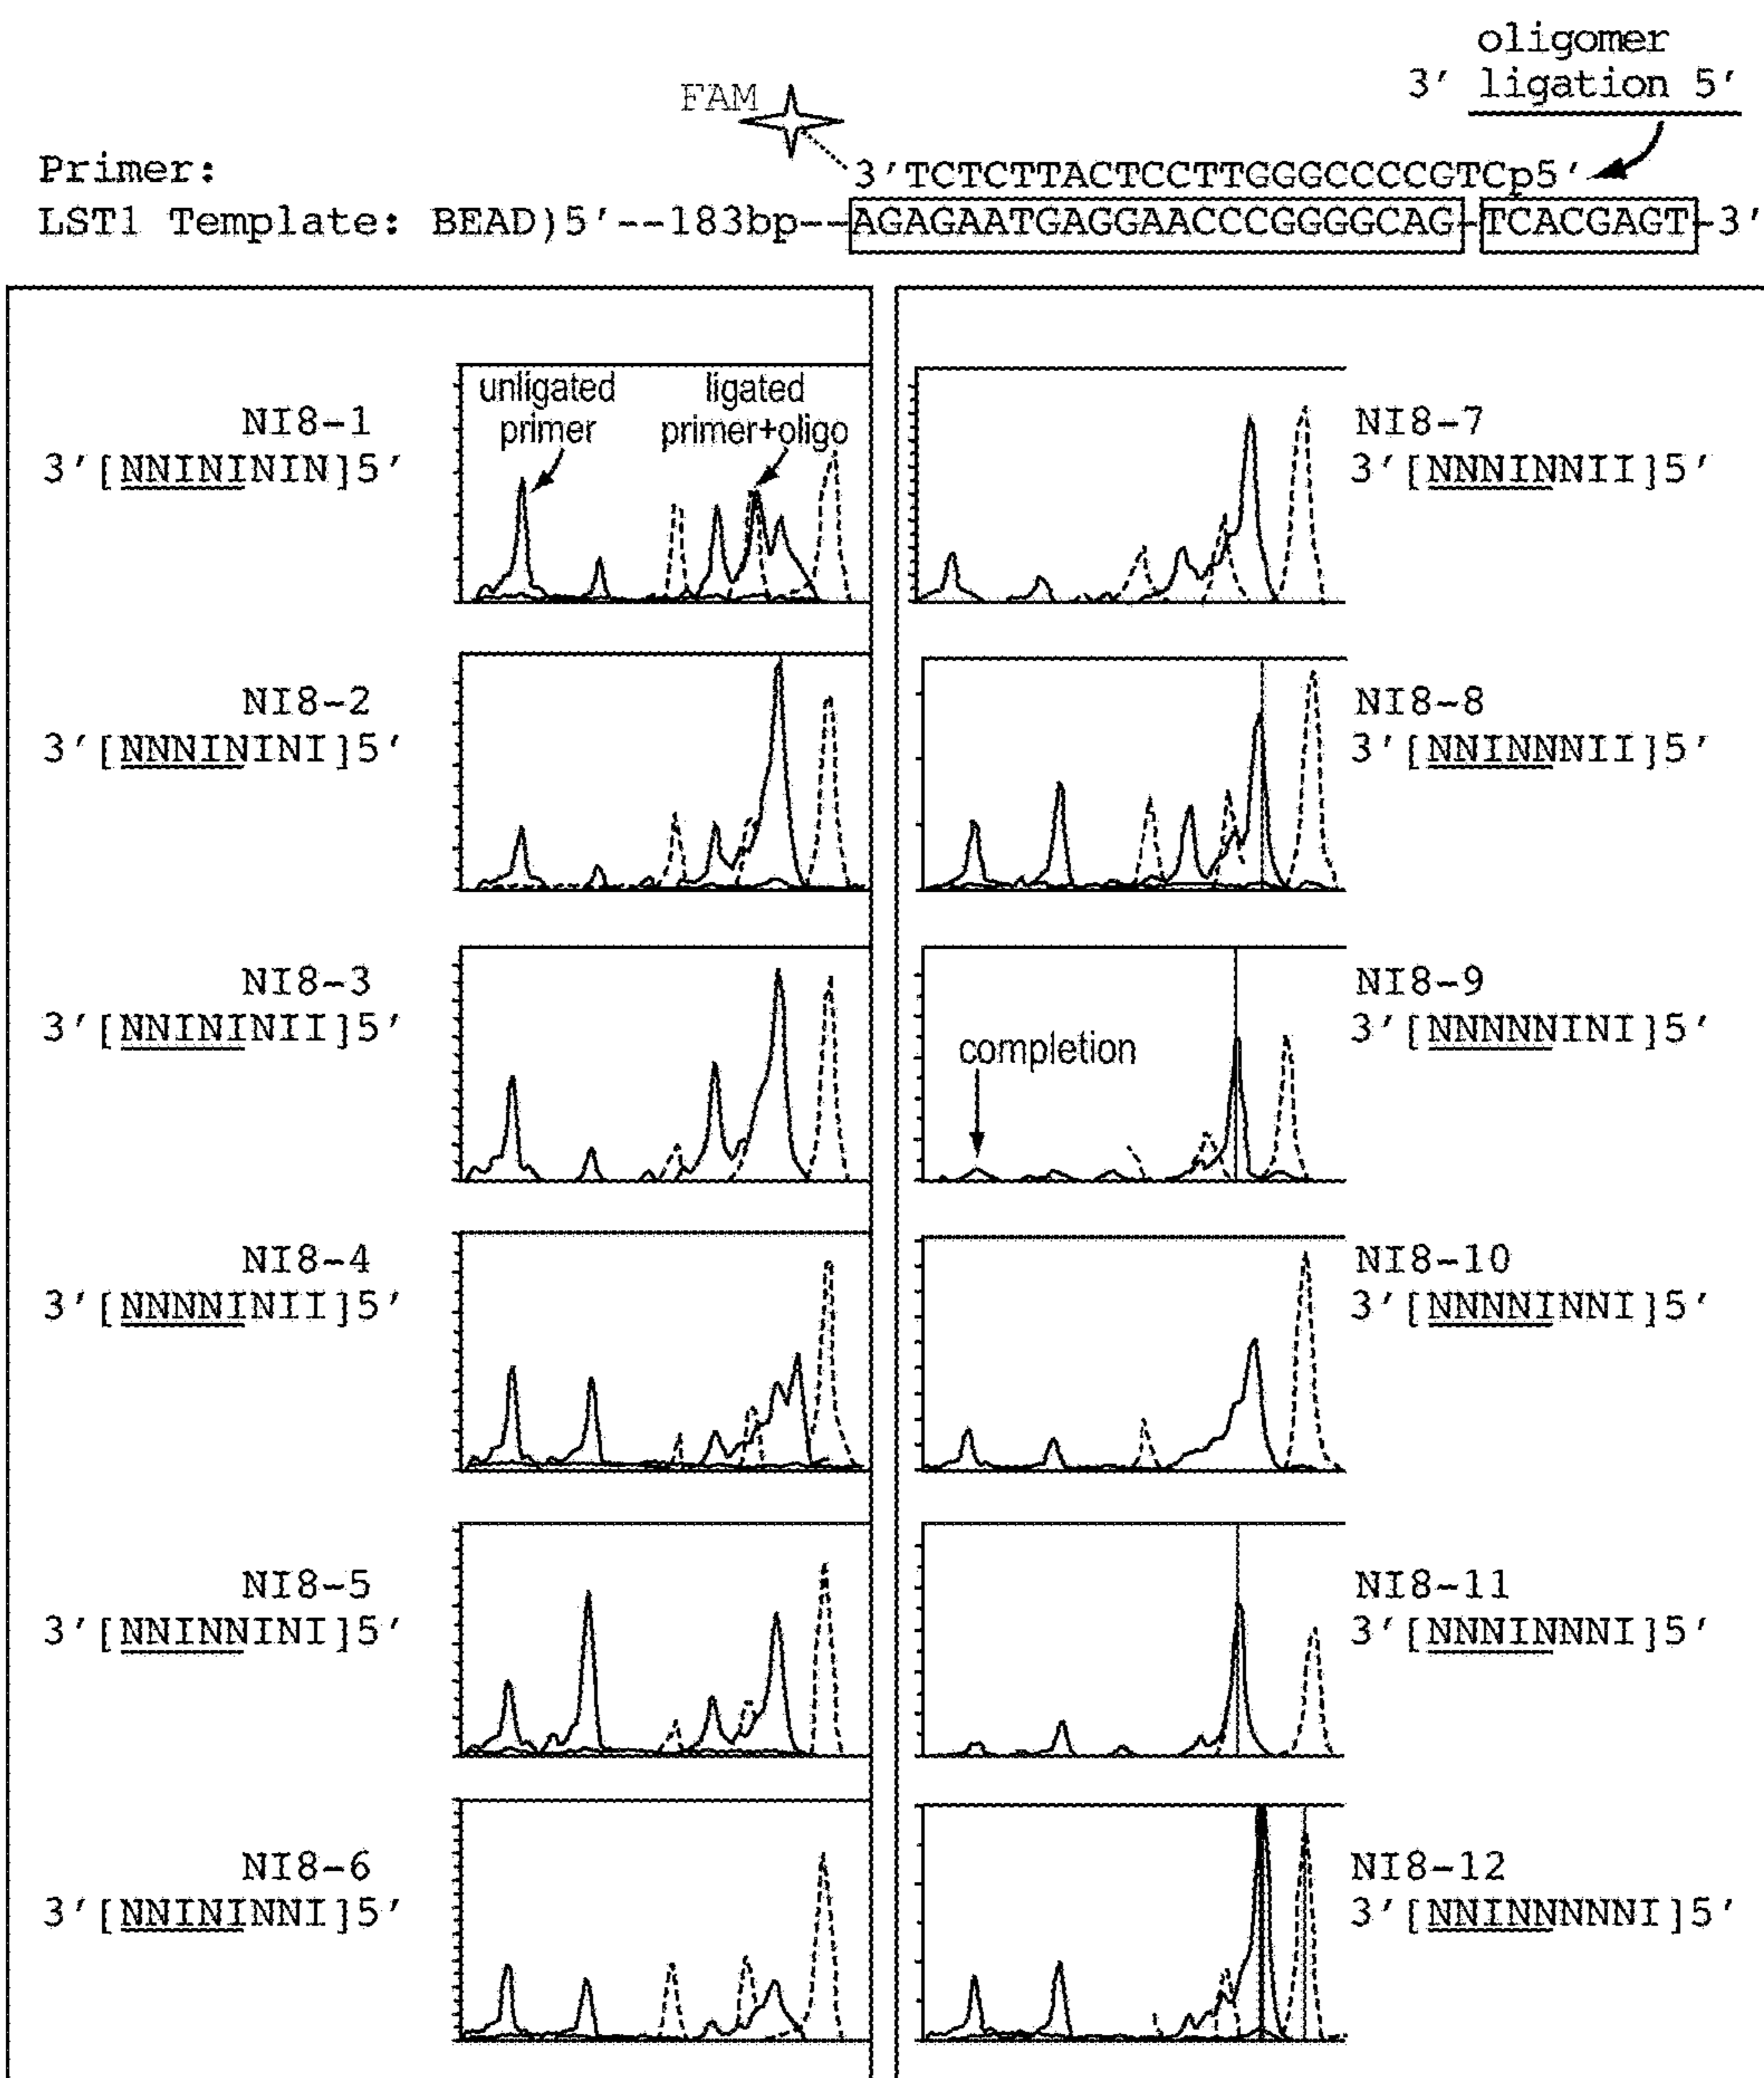 oligomer
3′ ligation 5′
FAM
Primer: 3′TCTCTTACTCCTTGGGCCCCGTCp5′
LST1 Template: BEAD)5′--183bp--AGAGAATGAGGAACCCGGGGCAG-TCACGAGT-3′
NI8-1
3′[NNINININ]5′
unligated
primer
ligated
primer+oligo
NI8-7
3′[NNNINNII]5′
NI8-2
3′[NNNININI]5′
NI8-8
3′[NNINNNII]5′
NI8-3
3′[NNININII]5′
NI8-9
3′[NNNNNINI]5′
completion
NI8-4
3′[NNNNINII]5′
NI8-10
3′[NNNNINNI]5′
NI8-5
3′[NNINNINI]5′
NI8-11
3′[NNNINNNI]5′
NI8-6
3′[NNININNI]5′
NI8-12
3′[NNINNNNNI]5′